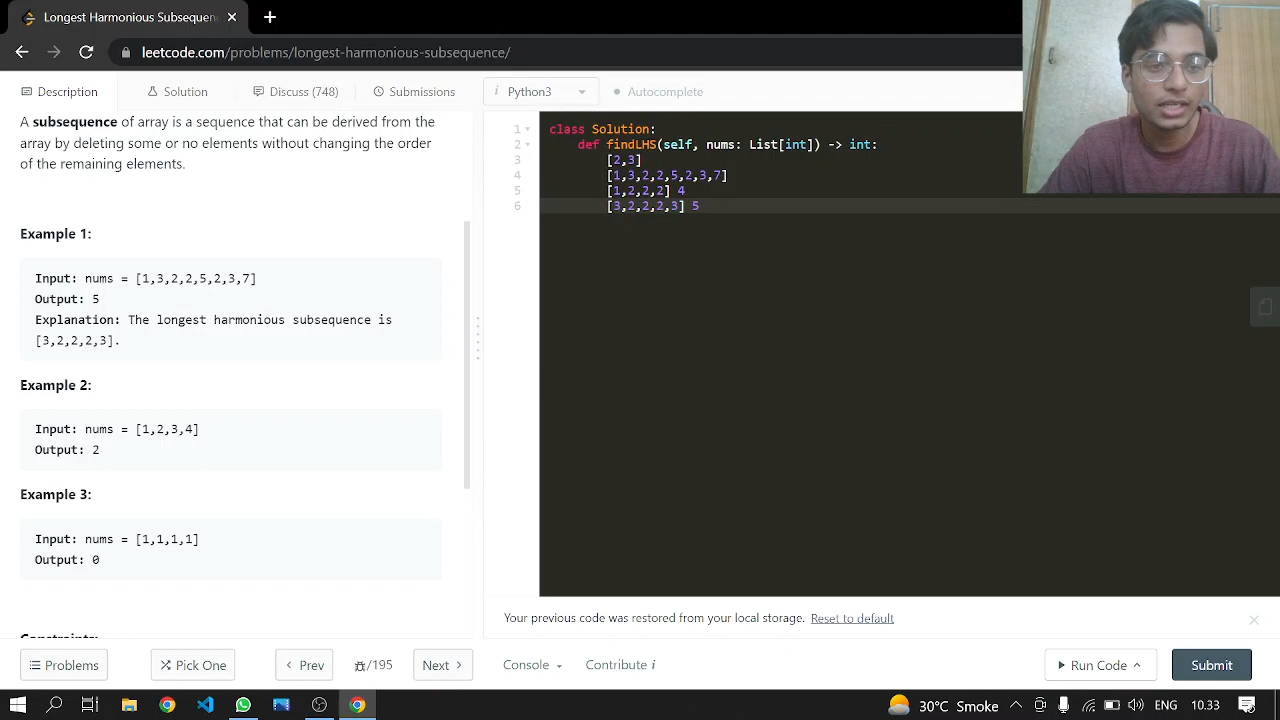 Longest Harmonious Subsequenc
leetcode.com/problems/longest-harmonious-subsequence/
Description
Solution
Discuss (748)
Submissions
i Python3
Autocomplete
A subsequence of array is a sequence that can be derived from the
array by deleting some or no elements without changing the order
of the remaining elements.
Example 1:
Input: nums = [1,3,2,2,5,2,3,7]
Output: 5
Explanation: The longest harmonious subsequence is
[3,2,2,2,3].
Example 2:
Input: nums = [1,2,3,4]
Output: 2
Example 3:
Input: nums = [1,1,1,1]
Output: 0
Constraints:
1 class Solution:
2 def findLHS(self, nums: List[int]) -> int:
3 [2,3]
4 [1,3,2,2,5,2,3,7]
5 [1,2,2,2] 4
6 [3,2,2,2,3] 5
Your previous code was restored from your local storage. Reset to default
Problems
Pick One
Prev
/195
Next
Console
Contribute i
Run Code
Submit
30°C Smoke
ENG
10.33